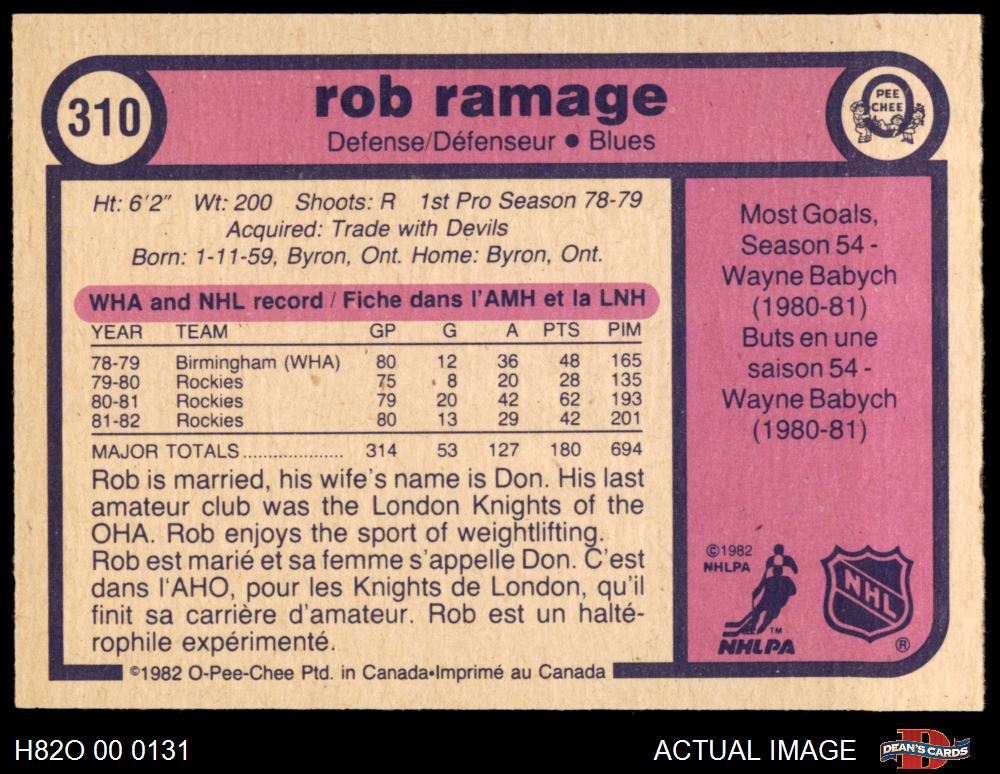 310
rob ramage
Defense/Défenseur • Blues
O
PEE
CHEE
Ht: 6'2" Wt: 200 Shoots: R 1st Pro Season 78-79
Acquired: Trade with Devils
Born: 1-11-59, Byron, Ont. Home: Byron, Ont.
WHA and NHL record / Fiche dans l'AMH et la LNH
YEAR TEAM GP G A PTS PIM
78-79 Birmingham (WHA) 80 12 36 48 165
79-80 Rockies 75 8 20 28 135
80-81 Rockies 79 20 42 62 193
81-82 Rockies 80 13 29 42 201
MAJOR TOTALS.................... 314 53 127 180 694
Rob is married, his wife's name is Don. His last
amateur club was the London Knights of the
OHA. Rob enjoys the sport of weightlifting.
Rob est marié et sa femme s'appelle Don. C'est
dans l'AHO, pour les Knights de London, qu'il
finit sa carrière d'amateur. Rob est un halté-
rophile expérimenté.
©1982 O-Pee-Chee Ptd. in Canada•Imprimé au Canada
Most Goals,
Season 54 -
Wayne Babych
(1980-81)
Buts en une
saison 54 -
Wayne Babych
(1980-81)
©1982
NHLPA
TM
NHLPA
NHL
®
H82O 00 0131
ACTUAL IMAGE
D
DEAN'S CARDS